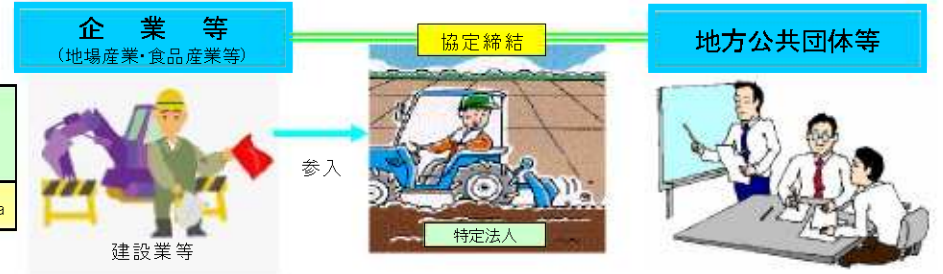 企業等
(地場産業・食品産業等)
協定締結
地方公共団体等
参入
a
特定法人
建設業等